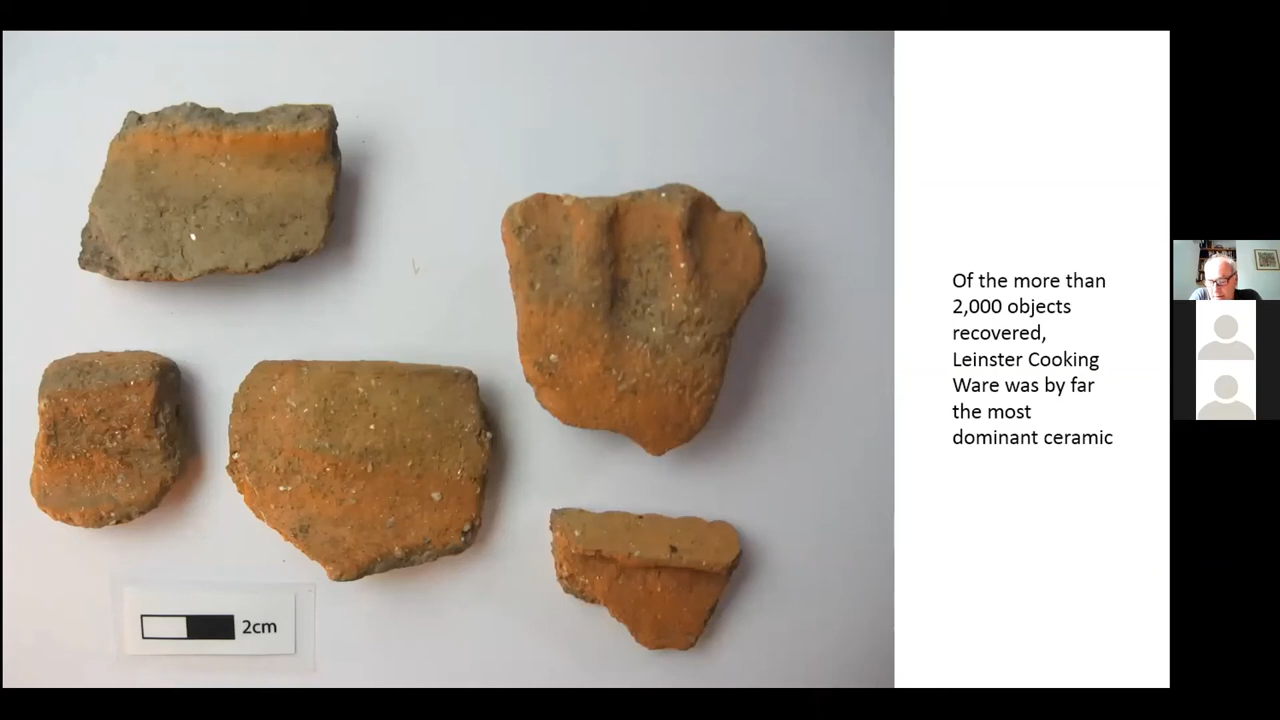 Of the more than
2,000 objects
recovered,
Leinster Cooking
Ware was by far
the most
dominant ceramic
2cm